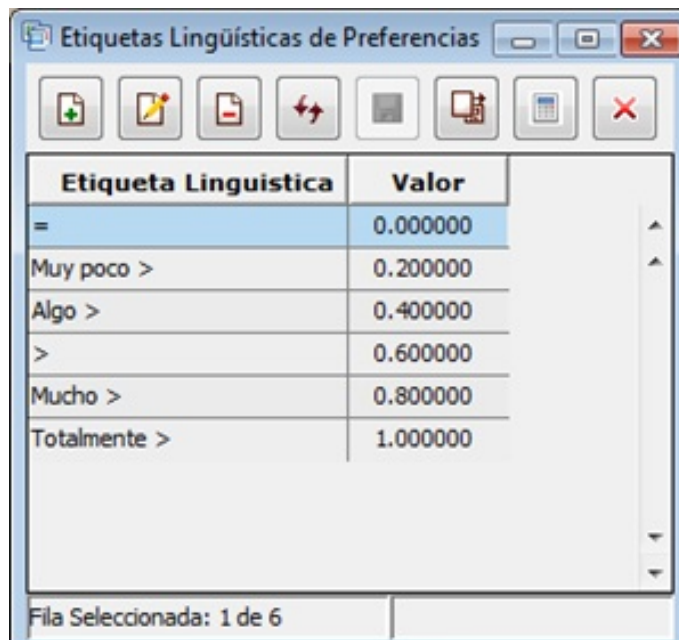 Etiquetas Lingüísticas de Preferencias
Etiqueta Linguistica Valor
= 0.000000
Muy poco > 0.200000
Algo > 0.400000
> 0.600000
Mucho > 0.800000
Totalmente > 1.000000
Fila Seleccionada: 1 de 6